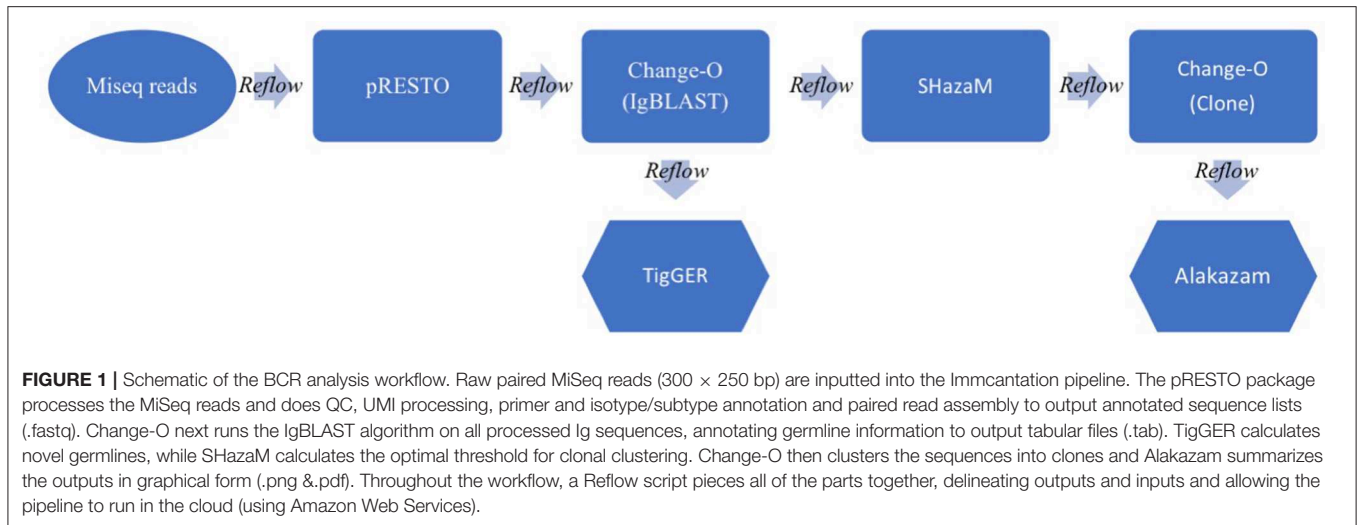 Miseq reads
Reflow
pRESTO
Reflow
Change-O
(IgBLAST)
Reflow
SHazaM
Reflow
Change-O
(Clone)
Reflow
Reflow
TigGER
Alakazam
FIGURE 1 | Schematic of the BCR analysis workflow. Raw paired MiSeq reads (300 × 250 bp) are inputted into the Immcantation pipeline. The pRESTO package
processes the MiSeq reads and does QC, UMI processing, primer and isotype/subtype annotation and paired read assembly to output annotated sequence lists
(.fastq). Change-O next runs the IgBLAST algorithm on all processed Ig sequences, annotating germline information to output tabular files (.tab). TigGER calculates
novel germlines, while SHazaM calculates the optimal threshold for clonal clustering. Change-O then clusters the sequences into clones and Alakazam summarizes
the outputs in graphical form (.png &.pdf). Throughout the workflow, a Reflow script pieces all of the parts together, delineating outputs and inputs and allowing the
pipeline to run in the cloud (using Amazon Web Services).